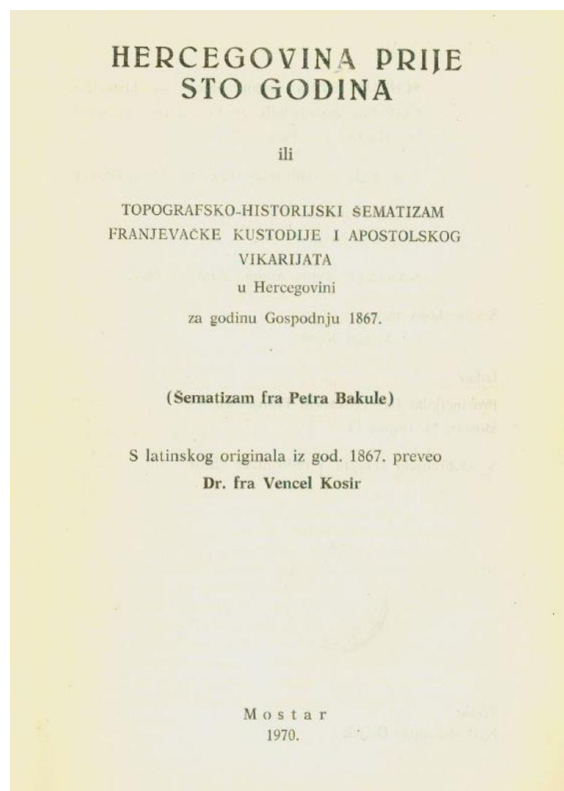 HERCEGOVINA PRIJE
STO GODINA
ili
TOPOGRAFSKO-HISTORIJSKI ŠEMATIZAM
FRANJEVAČKE KUSTODIJE I APOSTOLSKOG
VIKARIJATA
u Hercegovini
za godinu Gospodnju 1867.
(Šematizam fra Petra Bakule)
S latinskog originala iz god. 1867. preveo
Dr. fra Vencel Kosir
Mostar
1970.